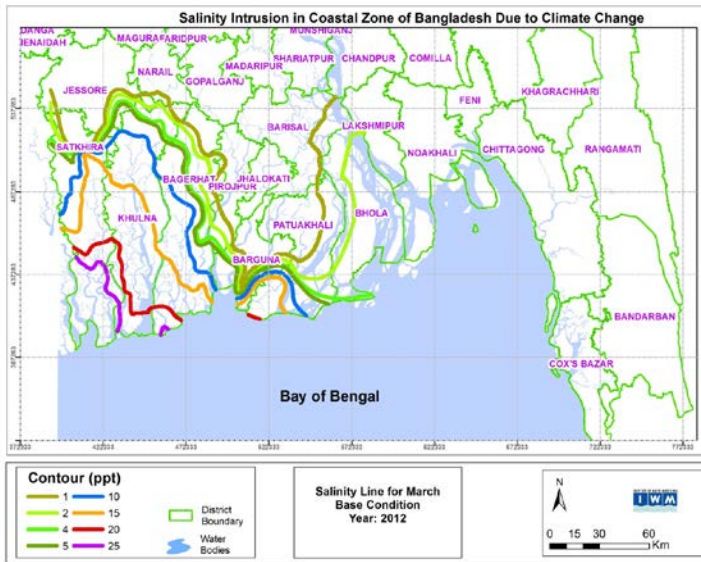 Salinity Intrusion in Coastal Zone of Bangladesh Due to Climate Change
MUNSHIGANJ
DANGA
JENAIDAH
MAGURA FARIDPUR
SHARIATPUR
CHANDPUR
COMILLA
NARAIL
MADARIPUR
JESSORE
GOPALGANJ
FENI
KHAGRACHHARI
BARISAL
LAKSHMIPUR
SATKHIRA
NOAKHALI
CHITTAGONG
RANGAMATI
BAGERHAT
JHALOKATI
PIROJPUR
KHULNA
PATUAKHALI
BHOLA
BARGUNA
BANDARBAN
COX'S BAZAR
Bay of Bengal
Contour (ppt)
1
2
4
5
10
15
20
25
District
Boundary
Water
Bodies
Salinity Line for March
Base Condition
Year: 2012
N
IWM
0 15 30 60
Km